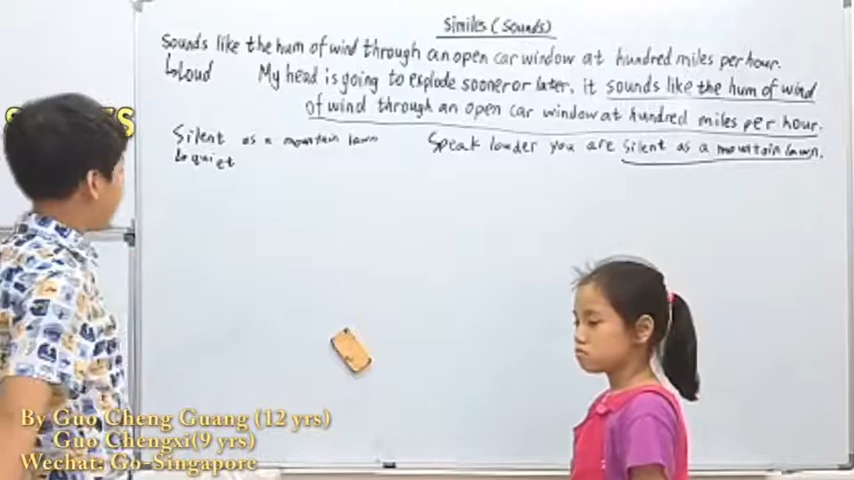 Similes (Sounds)
Sounds like the hum of wind through an open car window at hundred miles per hour.
↳Loud
My head is going to explode sooner or later, it sounds like the hum of wind
of wind through an open car window at hundred miles per hour.
Silent as a mountain lawn
↳quiet
Speak louder you are silent as a mountain lawn.
By Guo Cheng Guang (12 yrs)
Guo Chengxi(9 yrs)
Wechat: Go-Singapore